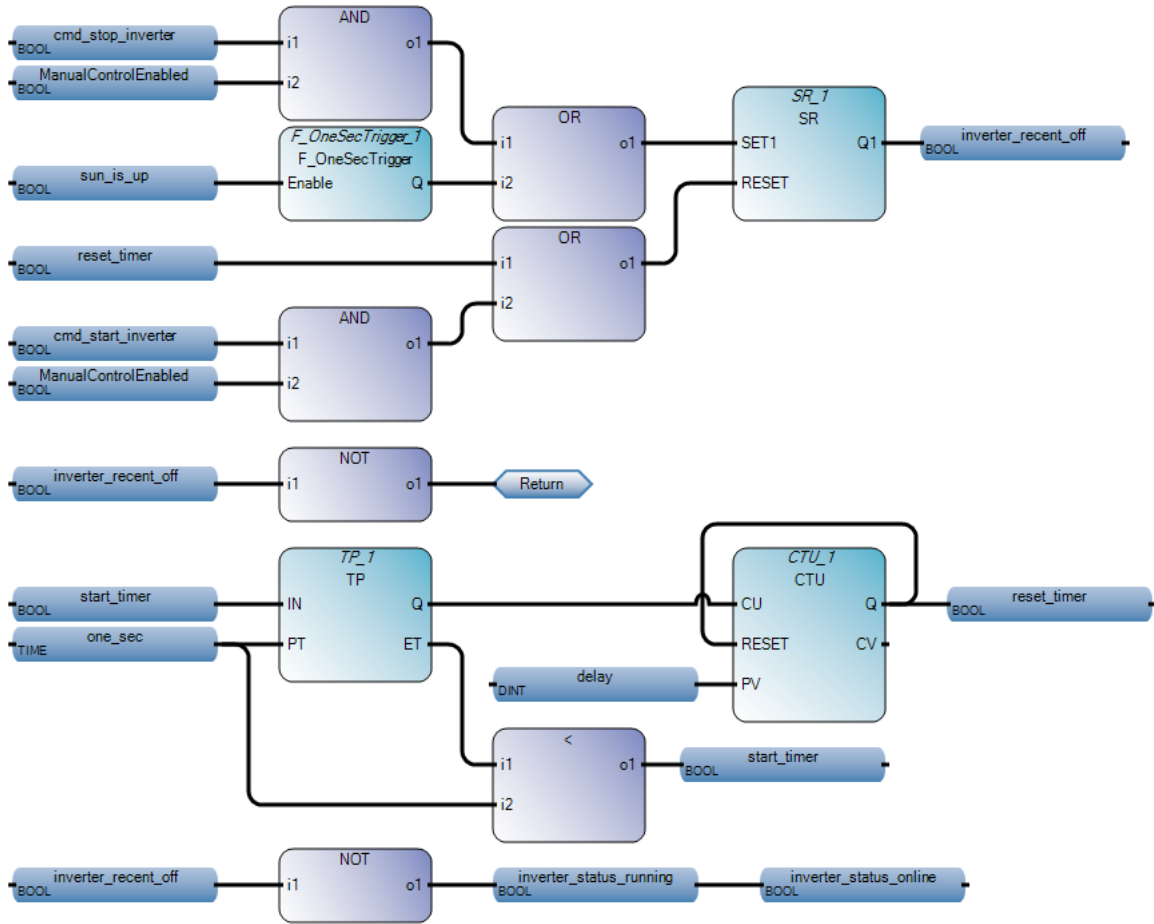 AND
cmd_stop_inverter
BOOL
i1
o1
ManualControlEnabled
BOOL
i2
SR_1
SR
OR
F_OneSecTrigger_1
F_OneSecTrigger
i1
o1
SET1
Q1
inverter_recent_off
BOOL
sun_is_up
BOOL
Enable
Q
i2
RESET
OR
reset_timer
BOOL
i1
o1
i2
AND
cmd_start_inverter
BOOL
i1
o1
ManualControlEnabled
BOOL
i2
NOT
inverter_recent_off
BOOL
i1
o1
Return
TP_1
TP
CTU_1
CTU
start_timer
BOOL
IN
Q
CU
Q
reset_timer
BOOL
one_sec
TIME
PT
ET
RESET
CV
delay
DINT
PV
<
i1
o1
start_timer
BOOL
i2
NOT
inverter_recent_off
BOOL
i1
o1
inverter_status_running
BOOL
inverter_status_online
BOOL